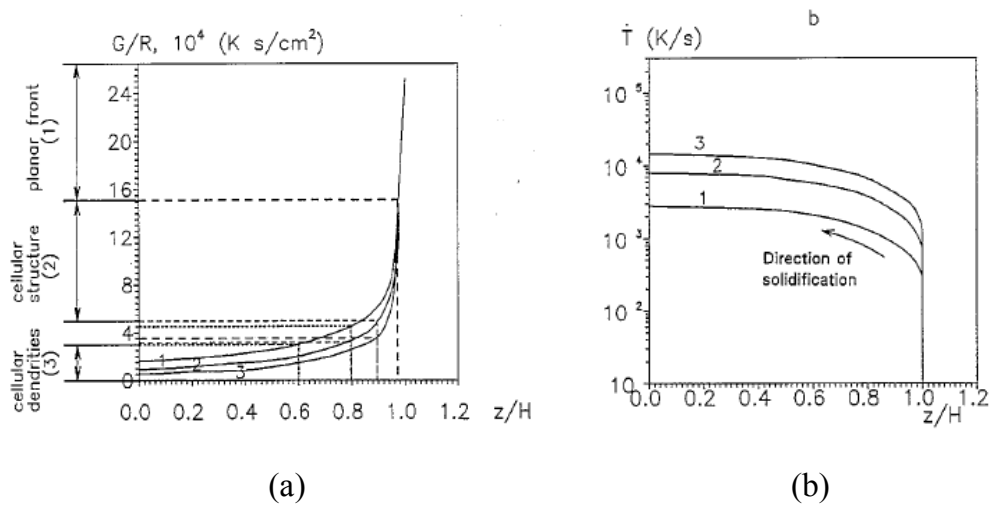 G/R, 10⁴ (K s/cm²)
planar front
(1)
cellular
structure
(2)
cellular
dendrities
(3)
24
20
16
12
8
4
0
1
2
3
0.0 0.2 0.4 0.6 0.8 1.0 1.2
z/H
(a)
b
Ṫ (K/s)
10⁵
10⁴
10³
10²
10
3
2
1
Direction of
solidification
0.0 0.2 0.4 0.6 0.8 1.0 1.2
z/H
(b)